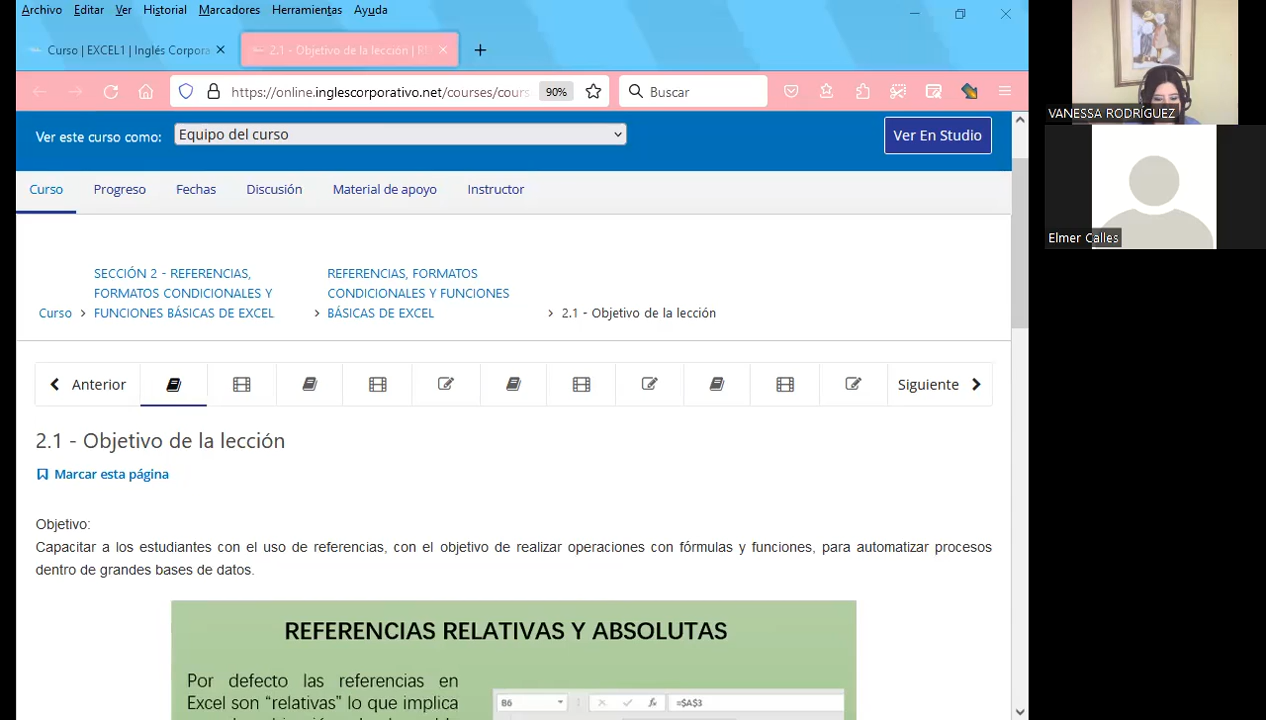 Archivo Editar Ver Historial Marcadores Herramientas Ayuda
Curso | EXCEL1 | Inglés Corpora
2.1 - Objetivo de la lección | R
https://online.inglescorporativo.net/courses/cours
90%
Buscar
Ver este curso como:
Equipo del curso
Ver En Studio
Curso
Progreso
Fechas
Discusión
Material de apoyo
Instructor
Curso > SECCIÓN 2 - REFERENCIAS, FORMATOS CONDICIONALES Y FUNCIONES BÁSICAS DE EXCEL > REFERENCIAS, FORMATOS CONDICIONALES Y FUNCIONES BÁSICAS DE EXCEL > 2.1 - Objetivo de la lección
Anterior
Siguiente
2.1 - Objetivo de la lección
Marcar esta página
Objetivo:
Capacitar a los estudiantes con el uso de referencias, con el objetivo de realizar operaciones con fórmulas y funciones, para automatizar procesos
dentro de grandes bases de datos.
REFERENCIAS RELATIVAS Y ABSOLUTAS
Por defecto las referencias en
Excel son "relativas" lo que implica
B6
fx
=$A$3
VANESSA RODRÍGUEZ
Elmer Calles